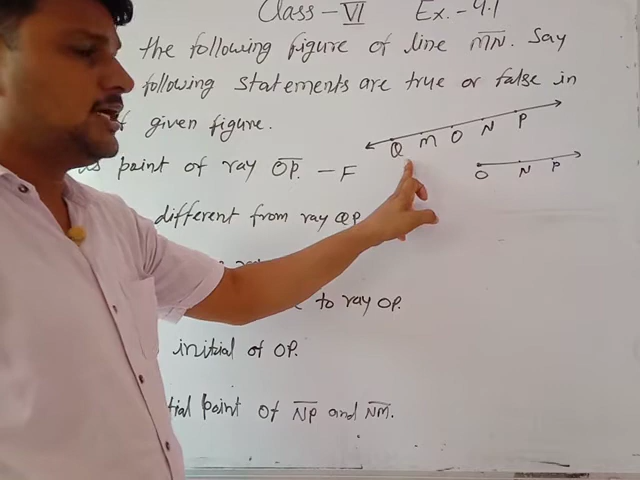 Class - VI Ex. - 4.1
the following figure of line MN. Say
following statements are true or false in
given figure.
Q M O N P
point of ray OP. - F
O N P
different from ray QP
to ray OP.
initial of OP.
point of NP and NM.